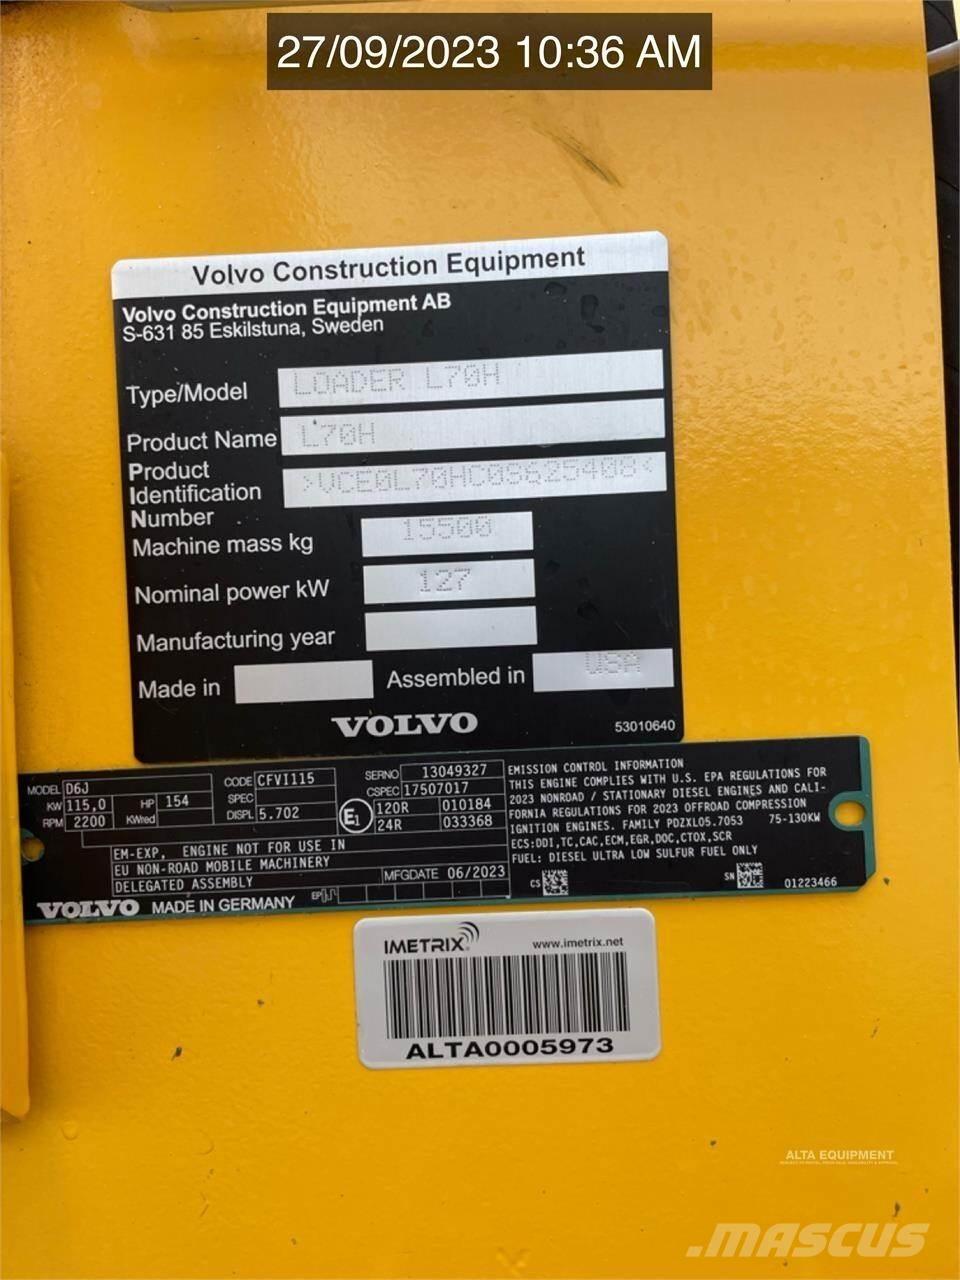 27/09/2023 10:36 AM
Volvo Construction Equipment
Volvo Construction Equipment AB
S-631 85 Eskilstuna, Sweden
Type/Model LOADER L70H
Product Name L70H
Product
Identification
Number
Machine mass kg 15500
Nominal power kW 127
Manufacturing year
Made in
Assembled in USA
VOLVO 53010640
MODEL D6J CODE CFVI115 SERNO 13049327
KW 115,0 HP 154 SPEC CSPEC 17507017
RPM 2200 KWred DISPL 5.702 E1 120R 010184
24R 033368
EM-EXP, ENGINE NOT FOR USE IN
EU NON-ROAD MOBILE MACHINERY
DELEGATED ASSEMBLY MFGDATE 06/2023
VOLVO MADE IN GERMANY
EMISSION CONTROL INFORMATION
THIS ENGINE COMPLIES WITH U.S. EPA REGULATIONS FOR
2023 NONROAD / STATIONARY DIESEL ENGINES AND CALI-
FORNIA REGULATIONS FOR 2023 OFFROAD COMPRESSION
IGNITION ENGINES. FAMILY PDZXL05.7053 75-130KW
ECS:DDI,TC,CAC,ECM,EGR,DOC,CTOX,SCR
FUEL: DIESEL ULTRA LOW SULFUR FUEL ONLY
CS SN 01223466
IMETRIX www.imetrix.net
ALTA0005973
ALTA EQUIPMENT
.MASCUS